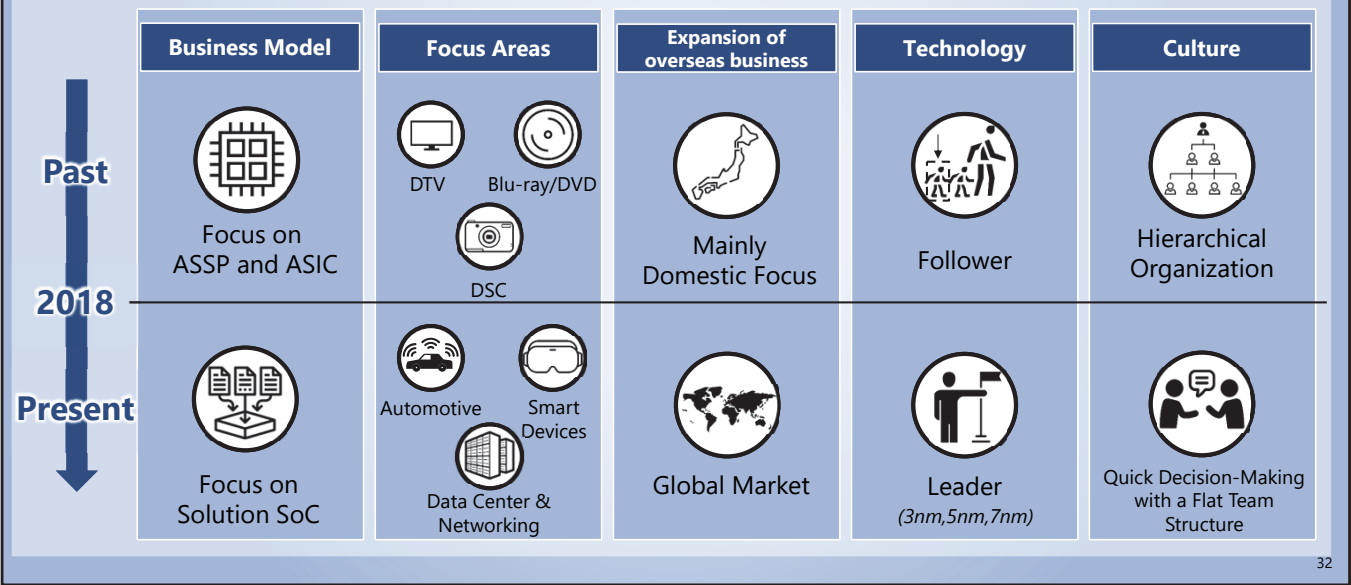 Business Model
Focus Areas
Expansion of
overseas business
Technology
Culture
Past
DTV
Blu-ray/DVD
DSC
Focus on
ASSP and ASIC
Mainly
Domestic Focus
Follower
Hierarchical
Organization
2018
Present
Focus on
Solution SoC
Automotive
Smart
Devices
Data Center &
Networking
Global Market
Leader
(3nm,5nm,7nm)
Quick Decision-Making
with a Flat Team
Structure
32